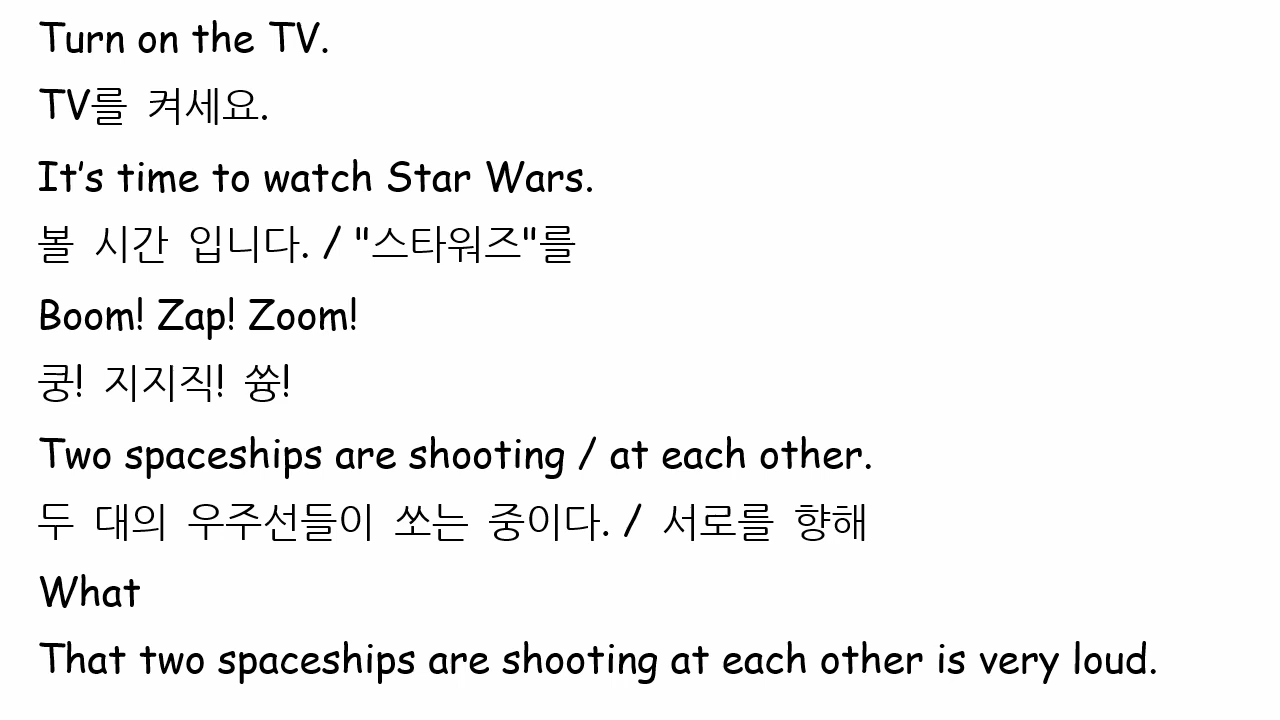 Turn on the TV.
TV를 켜세요.
It’s time to watch Star Wars.
볼 시간 입니다. / "스타워즈"를
Boom! Zap! Zoom!
쿵! 지지직! 쓩!
Two spaceships are shooting / at each other.
두 대의 우주선들이 쏘는 중이다. / 서로를 향해
What
That two spaceships are shooting at each other is very loud.